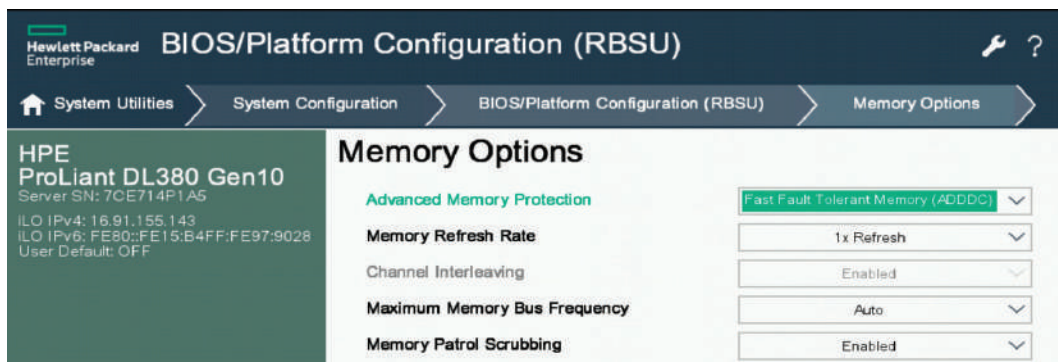 Hewlett Packard
Enterprise
BIOS/Platform Configuration (RBSU)
?
System Utilities
System Configuration
BIOS/Platform Configuration (RBSU)
Memory Options
HPE
ProLiant DL380 Gen10
Server SN: 7CE714P1A5
iLO IPv4: 16.91.155.143
iLO IPv6: FE80::FE15:B4FF:FE97:9028
User Default: OFF
Memory Options
Advanced Memory Protection Fast Fault Tolerant Memory (ADDDC)
Memory Refresh Rate 1x Refresh
Channel Interleaving Enabled
Maximum Memory Bus Frequency Auto
Memory Patrol Scrubbing Enabled